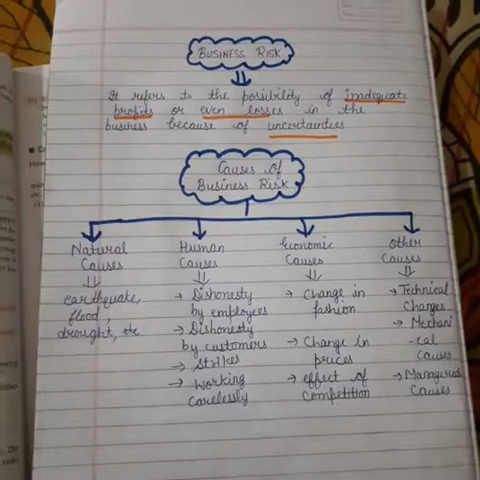 BUSINESS RISK
It refers to the possibility of inadequate
profits or even losses in the
business because of uncertainties
Causes of
Business Risk
Natural
Causes
earthquake,
flood,
drought, etc
Human
Causes
→ Dishonesty
by employees
→ Dishonesty
by customers
→ strikes
→ working
carelessly
Economic
Causes
→ Change in
fashion
→ Change in
prices
→ effect of
competition
Other
Causes
→ Technical
Changes
→ Mechani
-cal
causes
→ Managerial
Causes